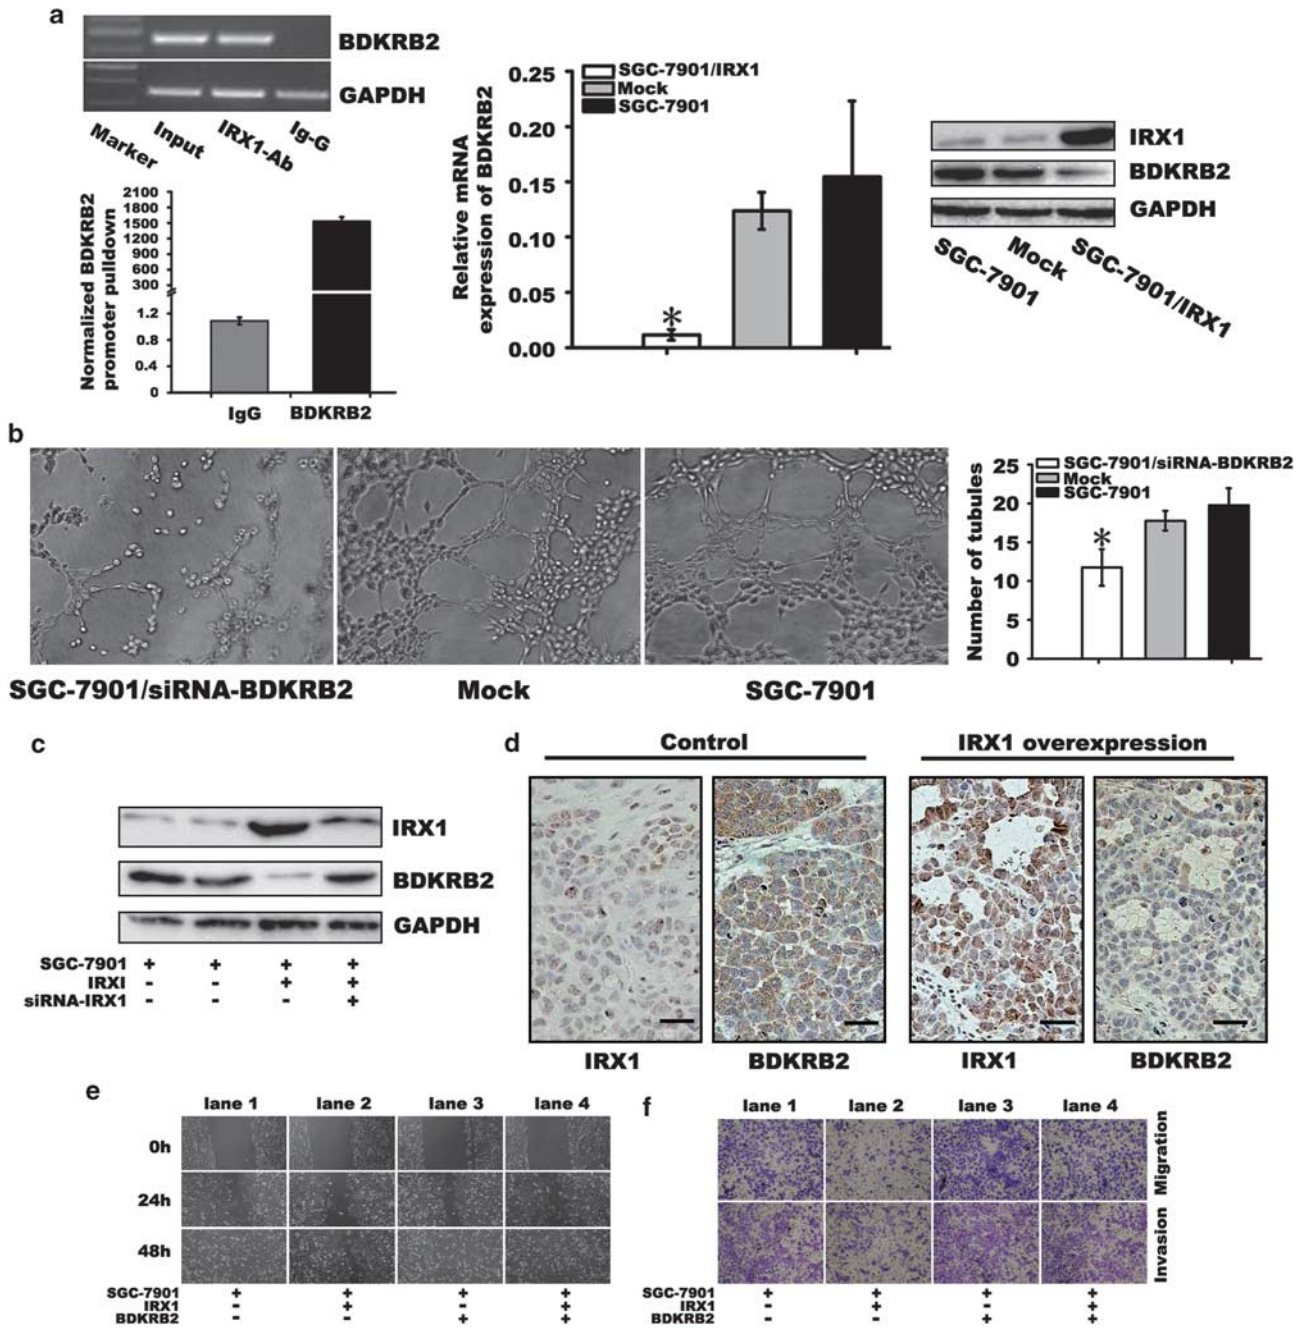 a
BDKRB2
GAPDH
Marker Input IRX1-Ab Ig-G
Normalized BDKRB2
promoter pulldown
2100
1800
1500
1200
900
600
300
1.2
0.8
0.4
0
IgG BDKRB2
Relative mRNA
expression of BDKRB2
0.25
0.20
0.15
0.10
0.05
0.00
SGC-7901/IRX1
Mock
SGC-7901
*
IRX1
BDKRB2
GAPDH
SGC-7901 Mock SGC-7901/IRX1
b
SGC-7901/siRNA-BDKRB2 Mock SGC-7901
Number of tubules
25
20
15
10
5
0
SGC-7901/siRNA-BDKRB2
Mock
SGC-7901
*
c
IRX1
BDKRB2
GAPDH
SGC-7901 + + + +
IRXI - - + +
siRNA-IRX1 - - - +
d
Control IRX1 overexpression
IRX1 BDKRB2 IRX1 BDKRB2
e
lane 1 lane 2 lane 3 lane 4
0h
24h
48h
SGC-7901 + + + +
IRX1 - + - +
BDKRB2 - - + +
f
lane 1 lane 2 lane 3 lane 4
Migration
Invasion
SGC-7901 + + + +
IRX1 - + - +
BDKRB2 - - + +